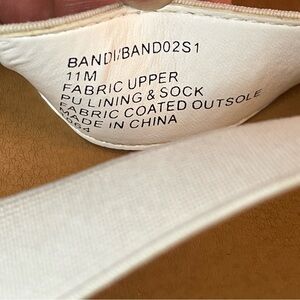 BANDI/BAND02S1
11M
FABRIC UPPER
PU LINING & SOCK
FABRIC COATED OUTSOLE
MADE IN CHINA